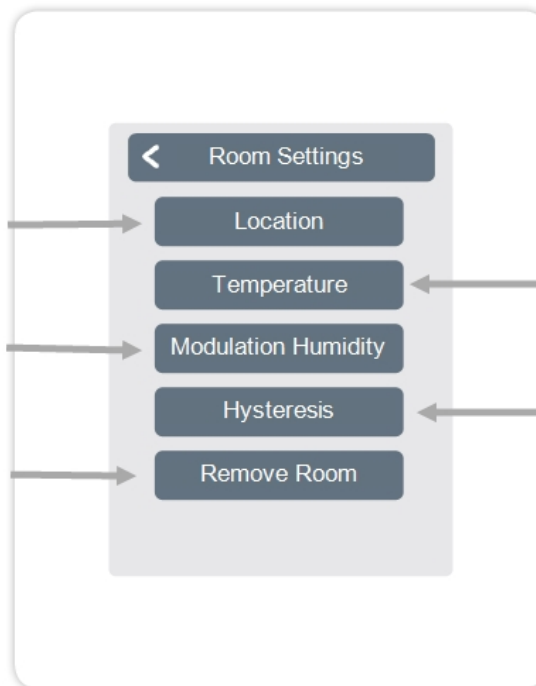 Room Settings
Location
Temperature
Modulation Humidity
Hysteresis
Remove Room